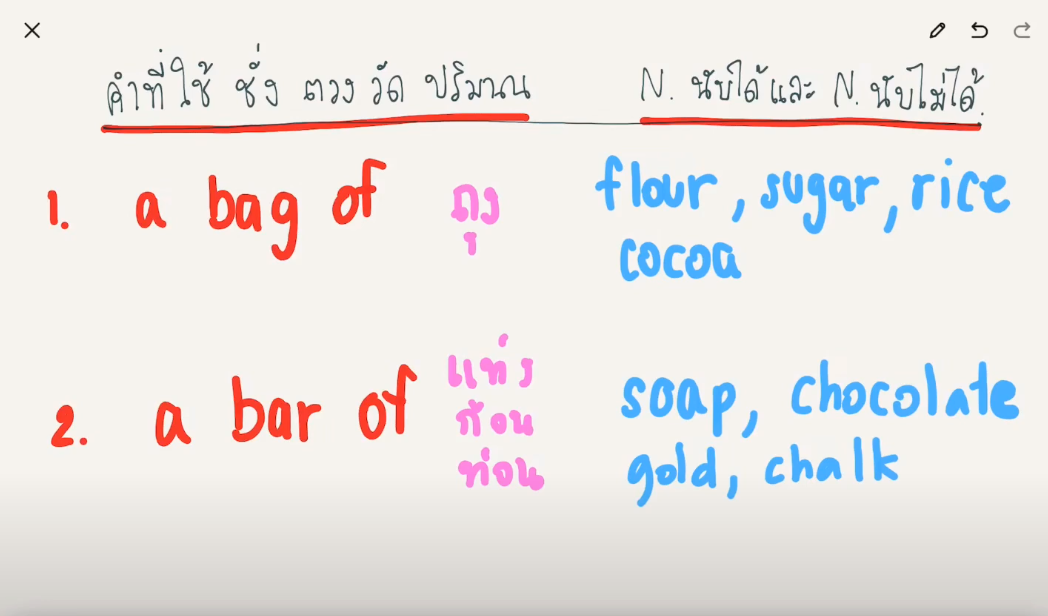 คำที่ใช้ ชั่ง ตวง วัด ปริมาณ N. นับได้ และ N. นับไม่ได้.
1. a bag of ถุง flour, sugar, rice
cocoa
2. a bar of แท่ง soap, chocolate
ก้อน gold, chalk
ท่อน